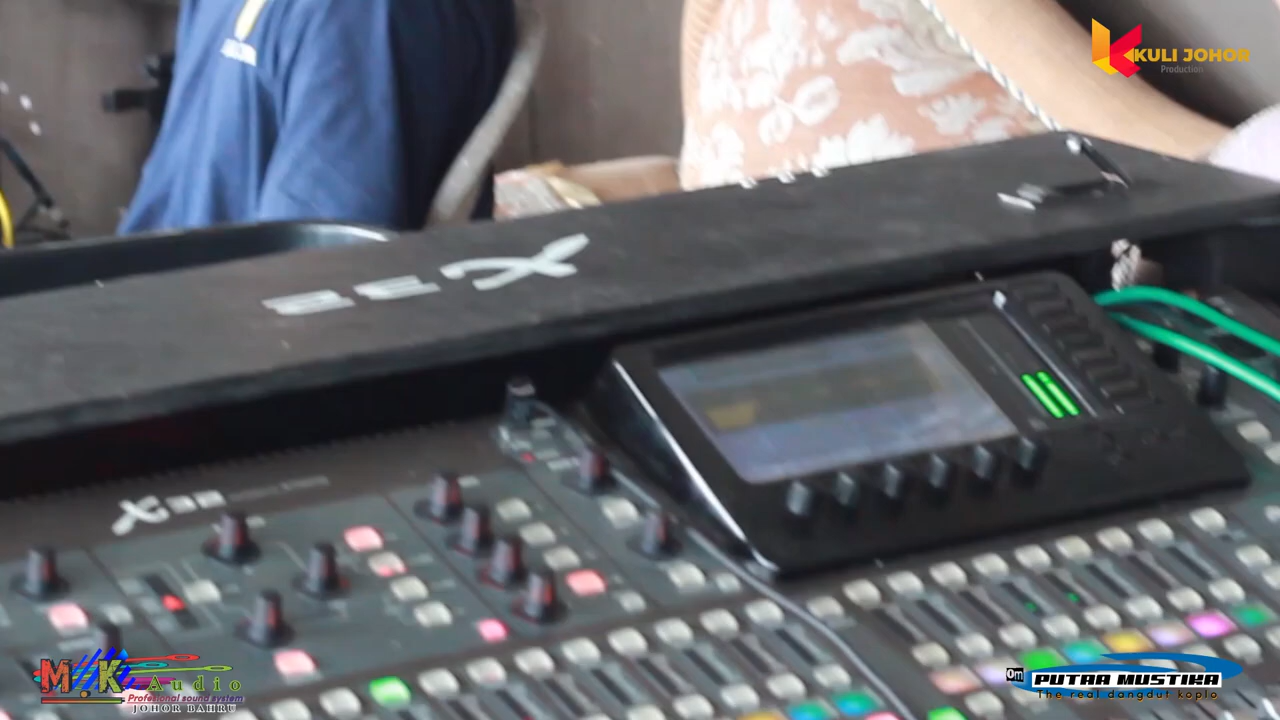 KULI JOHOR
Production
X32
X32
M.K Audio
Professional sound system
JOHOR BAHRU
Om PUTRA MUSTIKA
The real dangdut koplo